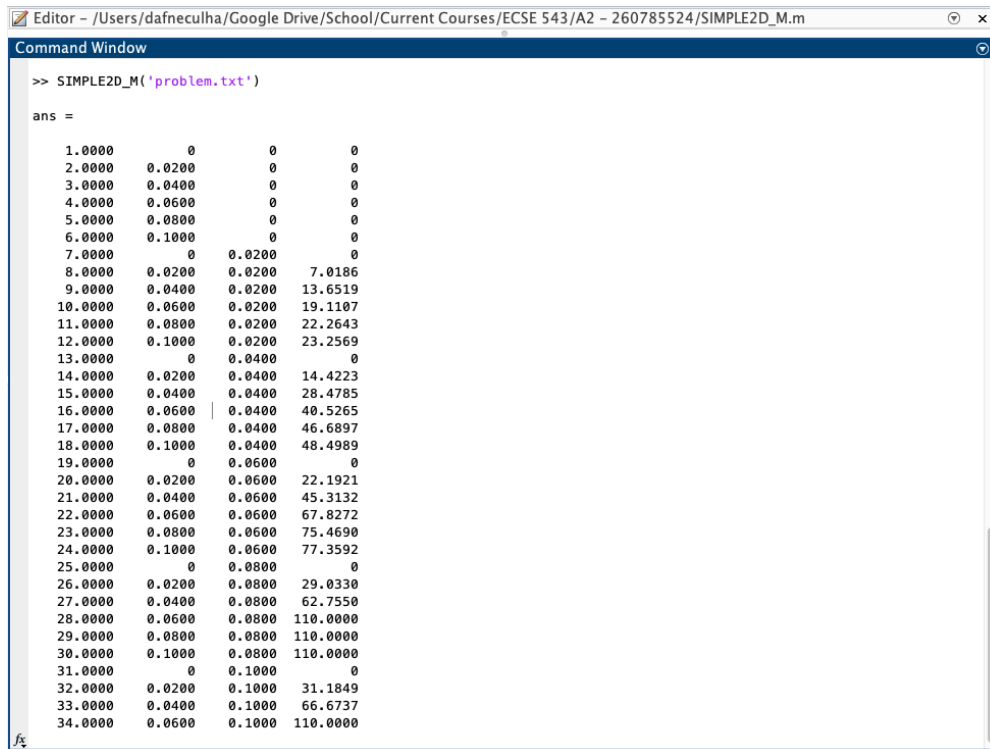 Editor – /Users/dafneculha/Google Drive/School/Current Courses/ECSE 543/A2 – 260785524/SIMPLE2D_M.m
Command Window
>> SIMPLE2D_M('problem.txt')
ans =
1.0000 0 0 0
2.0000 0.0200 0 0
3.0000 0.0400 0 0
4.0000 0.0600 0 0
5.0000 0.0800 0 0
6.0000 0.1000 0 0
7.0000 0 0.0200 0
8.0000 0.0200 0.0200 7.0186
9.0000 0.0400 0.0200 13.6519
10.0000 0.0600 0.0200 19.1107
11.0000 0.0800 0.0200 22.2643
12.0000 0.1000 0.0200 23.2569
13.0000 0 0.0400 0
14.0000 0.0200 0.0400 14.4223
15.0000 0.0400 0.0400 28.4785
16.0000 0.0600 0.0400 40.5265
17.0000 0.0800 0.0400 46.6897
18.0000 0.1000 0.0400 48.4989
19.0000 0 0.0600 0
20.0000 0.0200 0.0600 22.1921
21.0000 0.0400 0.0600 45.3132
22.0000 0.0600 0.0600 67.8272
23.0000 0.0800 0.0600 75.4690
24.0000 0.1000 0.0600 77.3592
25.0000 0 0.0800 0
26.0000 0.0200 0.0800 29.0330
27.0000 0.0400 0.0800 62.7550
28.0000 0.0600 0.0800 110.0000
29.0000 0.0800 0.0800 110.0000
30.0000 0.1000 0.0800 110.0000
31.0000 0 0.1000 0
32.0000 0.0200 0.1000 31.1849
33.0000 0.0400 0.1000 66.6737
34.0000 0.0600 0.1000 110.0000
fx